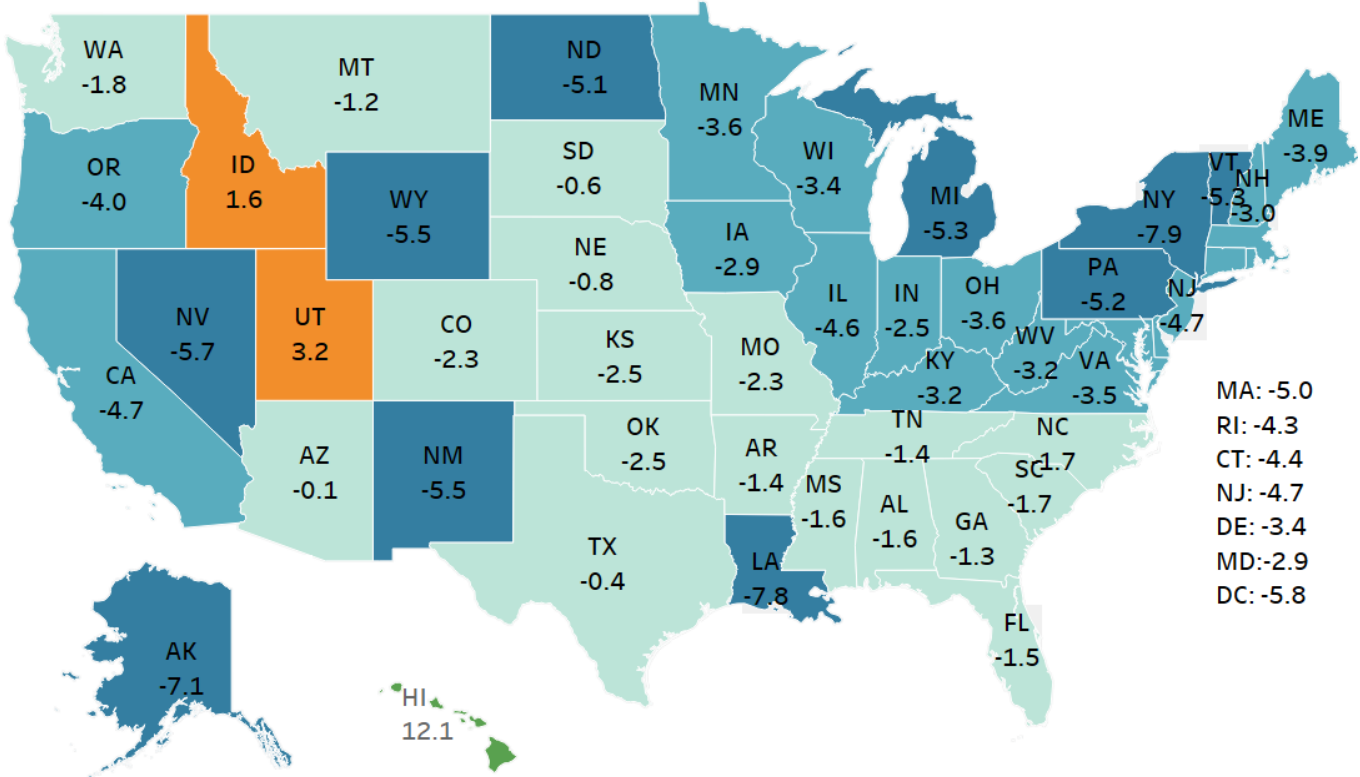 WA
-1.8
MT
-1.2
ND
-5.1
MN
-3.6
ME
-3.9
OR
-4.0
ID
1.6
WY
-5.5
SD
-0.6
WI
-3.4
MI
-5.3
NY
-7.9
VT
-5.3
NH
-3.0
NE
-0.8
IA
-2.9
NV
-5.7
UT
3.2
CO
-2.3
KS
-2.5
MO
-2.3
IL
-4.6
IN
-2.5
OH
-3.6
PA
-5.2
NJ
-4.7
WV
-3.2
VA
-3.5
KY
-3.2
CA
-4.7
AZ
-0.1
NM
-5.5
OK
-2.5
AR
-1.4
TN
-1.4
NC
-1.7
SC
-1.7
MS
-1.6
AL
-1.6
GA
-1.3
TX
-0.4
LA
-7.8
FL
-1.5
AK
-7.1
HI
12.1
MA: -5.0
RI: -4.3
CT: -4.4
NJ: -4.7
DE: -3.4
MD:-2.9
DC: -5.8